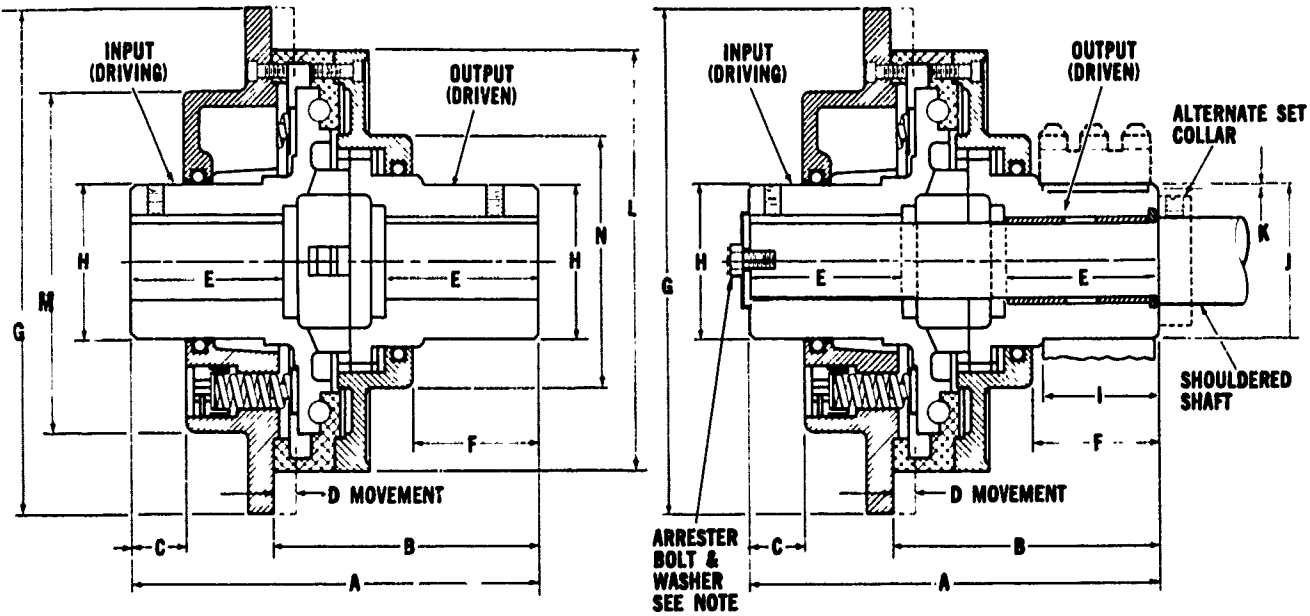 INPUT
(DRIVING)
OUTPUT
(DRIVEN)
G
M
H
E
E
H
N
L
F
D MOVEMENT
C
B
A
INPUT
(DRIVING)
OUTPUT
(DRIVEN)
ALTERNATE SET
COLLAR
G
H
E
E
K
J
I
SHOULDERED
SHAFT
F
D MOVEMENT
ARRESTER
BOLT &
WASHER
SEE NOTE
C
B
A